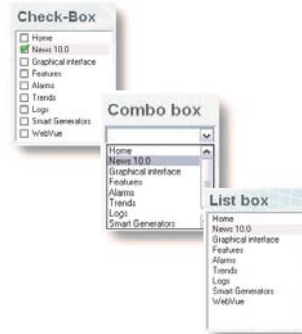 Check-Box
Home
News 10.0
Graphical interface
Features
Alarms
Trends
Logs
Smart Generators
WebVue
Combo box
Home
News 10.0
Graphical interface
Features
Alarms
Trends
Logs
Smart Generators
List box
Home
News 10.0
Graphical interface
Features
Alarms
Trends
Logs
Smart Generators
WebVue